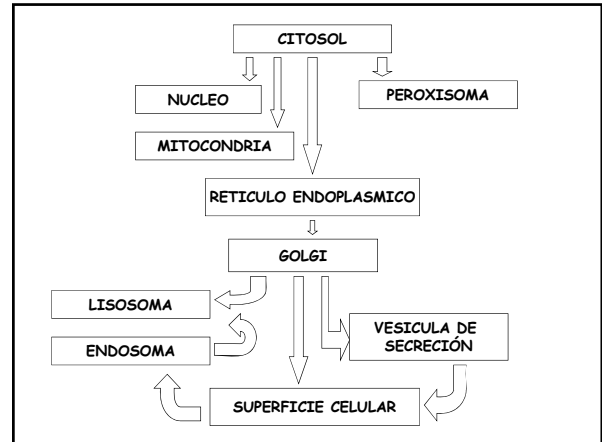 CITOSOL
NUCLEO
PEROXISOMA
MITOCONDRIA
RETICULO ENDOPLASMICO
GOLGI
LISOSOMA
VESICULA DE
SECRECIÓN
ENDOSOMA
SUPERFICIE CELULAR